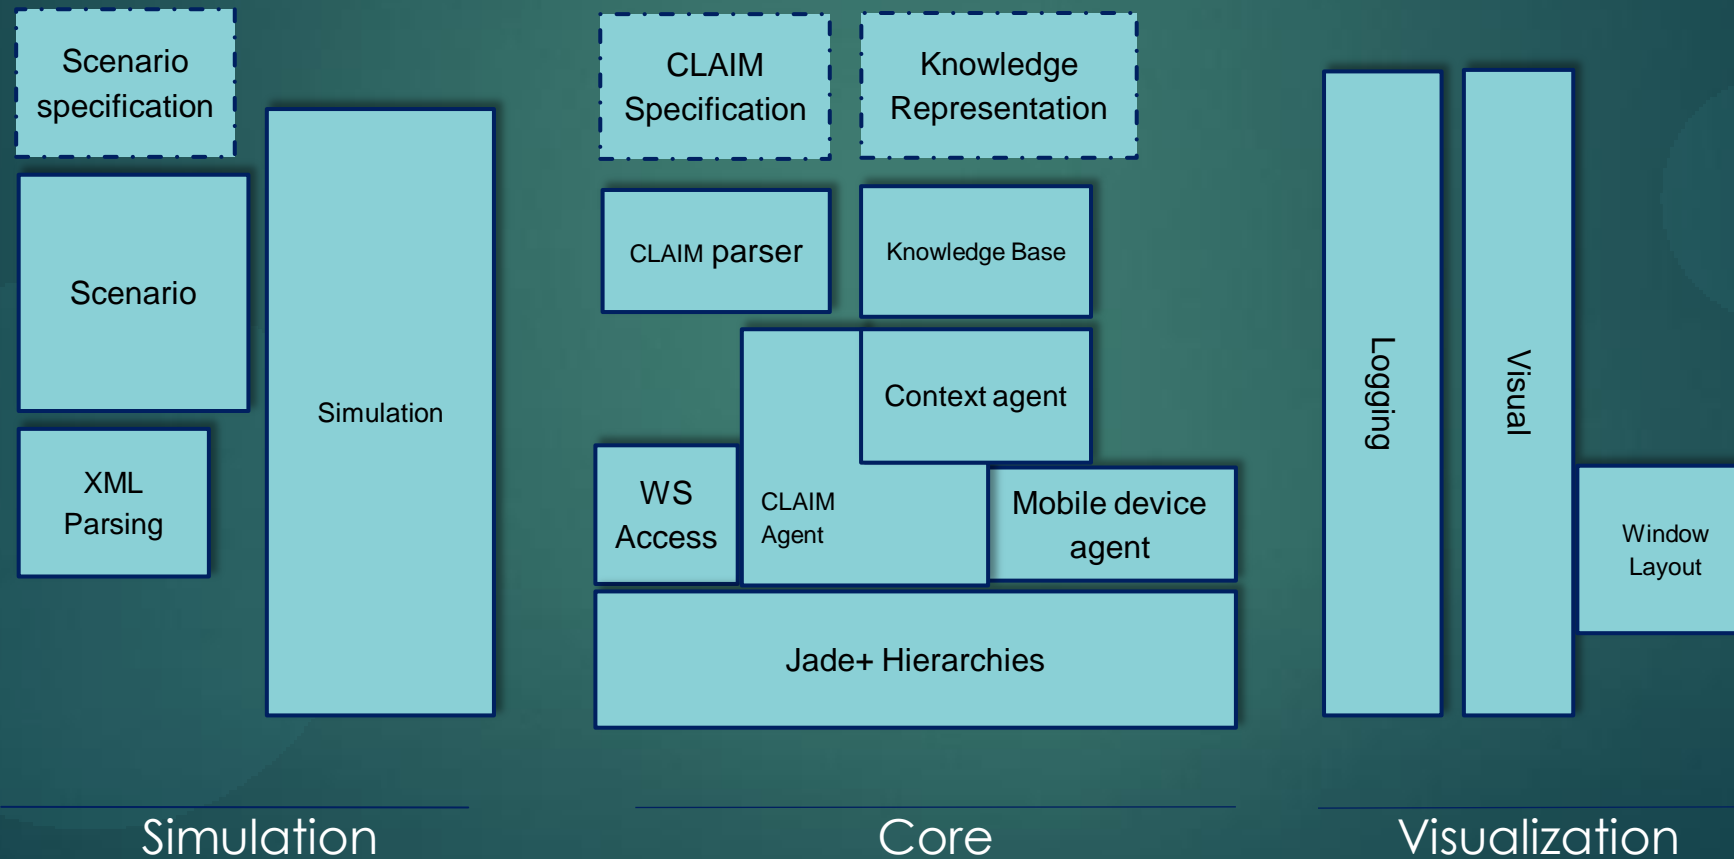 Scenario
specification
Scenario
XML
Parsing
Simulation
CLAIM
Specification
Knowledge
Representation
CLAIM parser
Knowledge Base
Context agent
WS
Access
CLAIM
Agent
Mobile device
agent
Jade+ Hierarchies
Logging
Visual
Window
Layout
Simulation
Core
Visualization